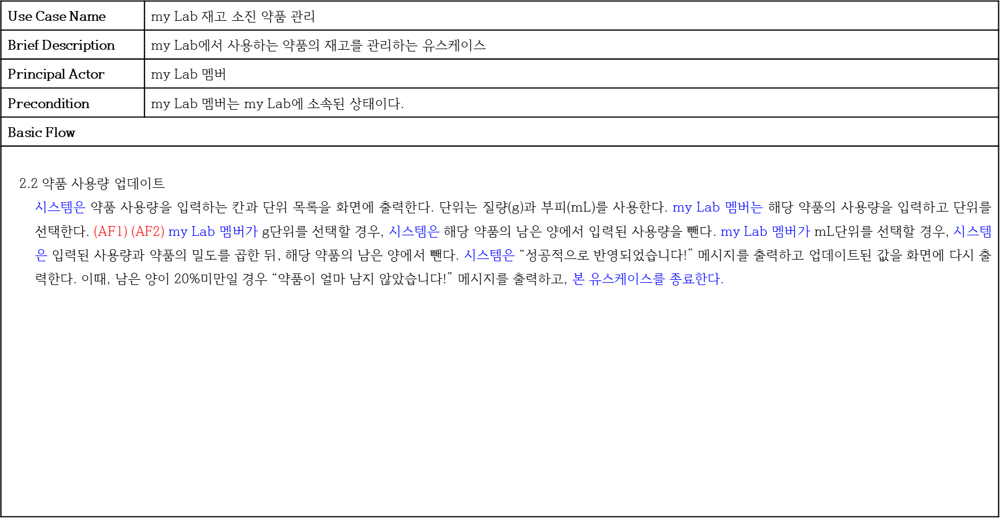 Use Case Name my Lab 재고 소진 약품 관리
Brief Description my Lab에서 사용하는 약품의 재고를 관리하는 유스케이스
Principal Actor my Lab 멤버
Precondition my Lab 멤버는 my Lab에 소속된 상태이다.
Basic Flow
2.2 약품 사용량 업데이트
시스템은 약품 사용량을 입력하는 칸과 단위 목록을 화면에 출력한다. 단위는 질량(g)과 부피(mL)를 사용한다. my Lab 멤버는 해당 약품의 사용량을 입력하고 단위를
선택한다. (AF1) (AF2) my Lab 멤버가 g단위를 선택할 경우, 시스템은 해당 약품의 남은 양에서 입력된 사용량을 뺀다. my Lab 멤버가 mL단위를 선택할 경우, 시스템
은 입력된 사용량과 약품의 밀도를 곱한 뒤, 해당 약품의 남은 양에서 뺀다. 시스템은 “성공적으로 반영되었습니다!” 메시지를 출력하고 업데이트된 값을 화면에 다시 출
력한다. 이때, 남은 양이 20%미만일 경우 “약품이 얼마 남지 않았습니다!” 메시지를 출력하고, 본 유스케이스를 종료한다.